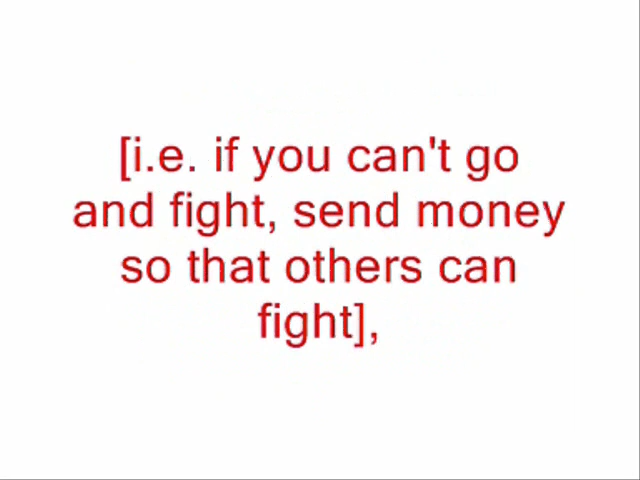 [i.e. if you can't go
and fight, send money
so that others can
fight],